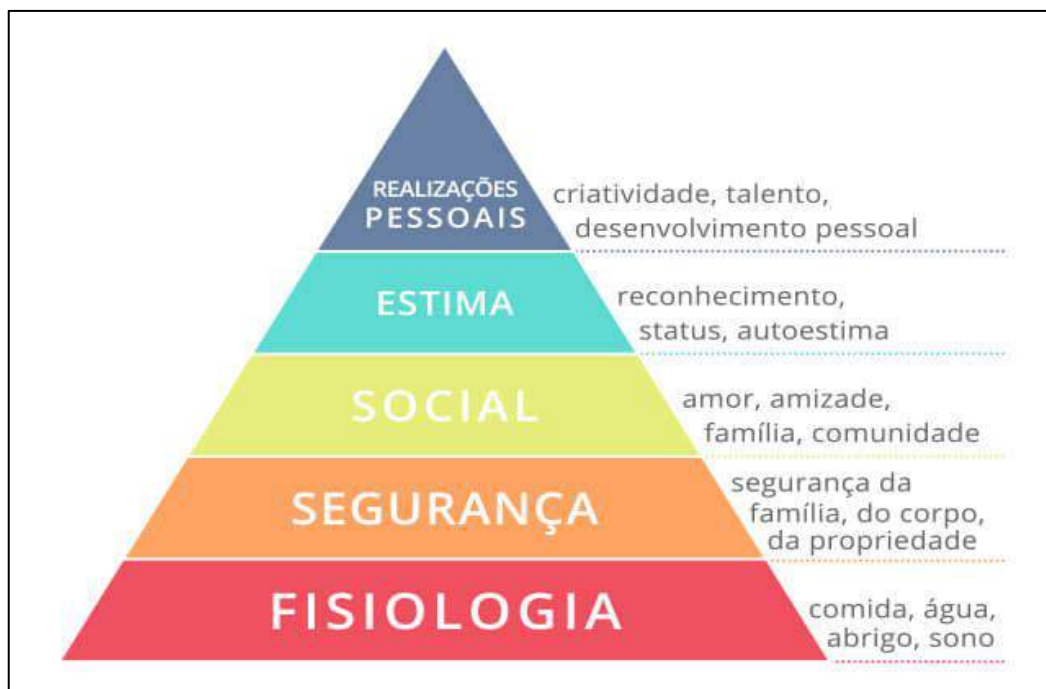 REALIZAÇÕES
PESSOAIS
criatividade, talento,
desenvolvimento pessoal
ESTIMA
reconhecimento,
status, autoestima
SOCIAL
amor, amizade,
família, comunidade
SEGURANÇA
segurança da
família, do corpo,
da propriedade
FISIOLOGIA
comida, água,
abrigo, sono